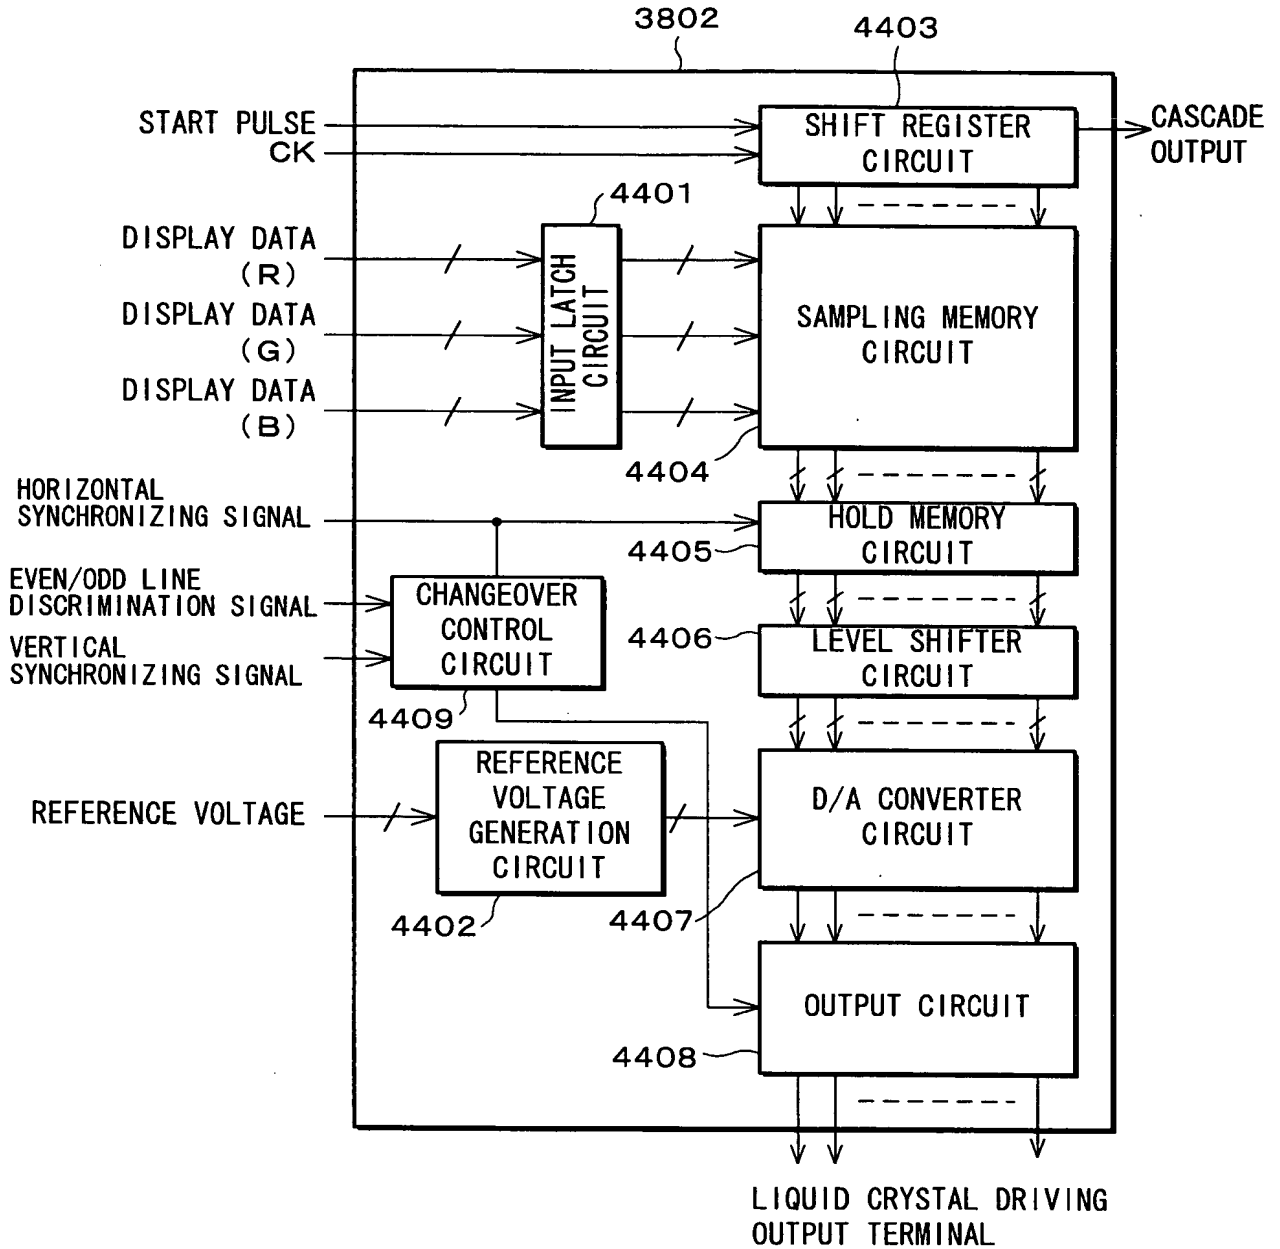 3802
4403
START PULSE
CK
SHIFT REGISTER
CIRCUIT
CASCADE
OUTPUT
4401
DISPLAY DATA
(R)
DISPLAY DATA
(G)
DISPLAY DATA
(B)
INPUT LATCH
CIRCUIT
SAMPLING MEMORY
CIRCUIT
4404
HORIZONTAL
SYNCHRONIZING SIGNAL
HOLD MEMORY
CIRCUIT
4405
EVEN/ODD LINE
DISCRIMINATION SIGNAL
VERTICAL
SYNCHRONIZING SIGNAL
CHANGEOVER
CONTROL
CIRCUIT
4409
4406
LEVEL SHIFTER
CIRCUIT
REFERENCE VOLTAGE
REFERENCE
VOLTAGE
GENERATION
CIRCUIT
4402
D/A CONVERTER
CIRCUIT
4407
OUTPUT CIRCUIT
4408
LIQUID CRYSTAL DRIVING
OUTPUT TERMINAL